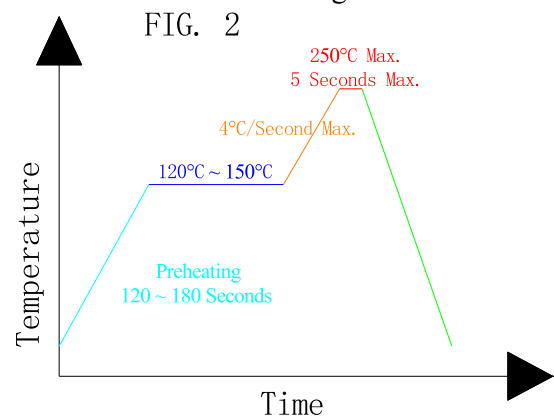 FIG. 2
250°C Max.
5 Seconds Max.
4°C/Second Max.
120°C ~ 150°C
Preheating
120 ~ 180 Seconds
Temperature
Time